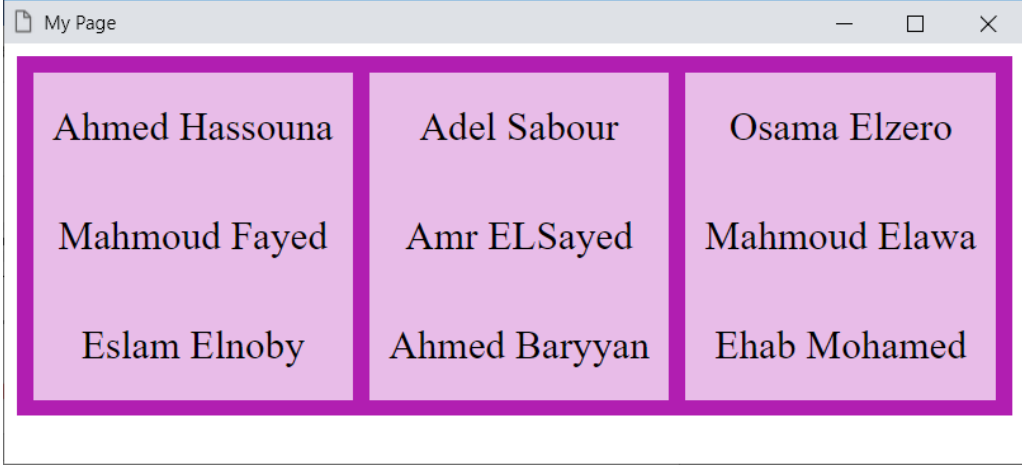 My Page
Ahmed Hassouna Adel Sabour Osama Elzero
Mahmoud Fayed Amr ELSayed Mahmoud Elawa
Eslam Elnoby Ahmed Baryyan Ehab Mohamed